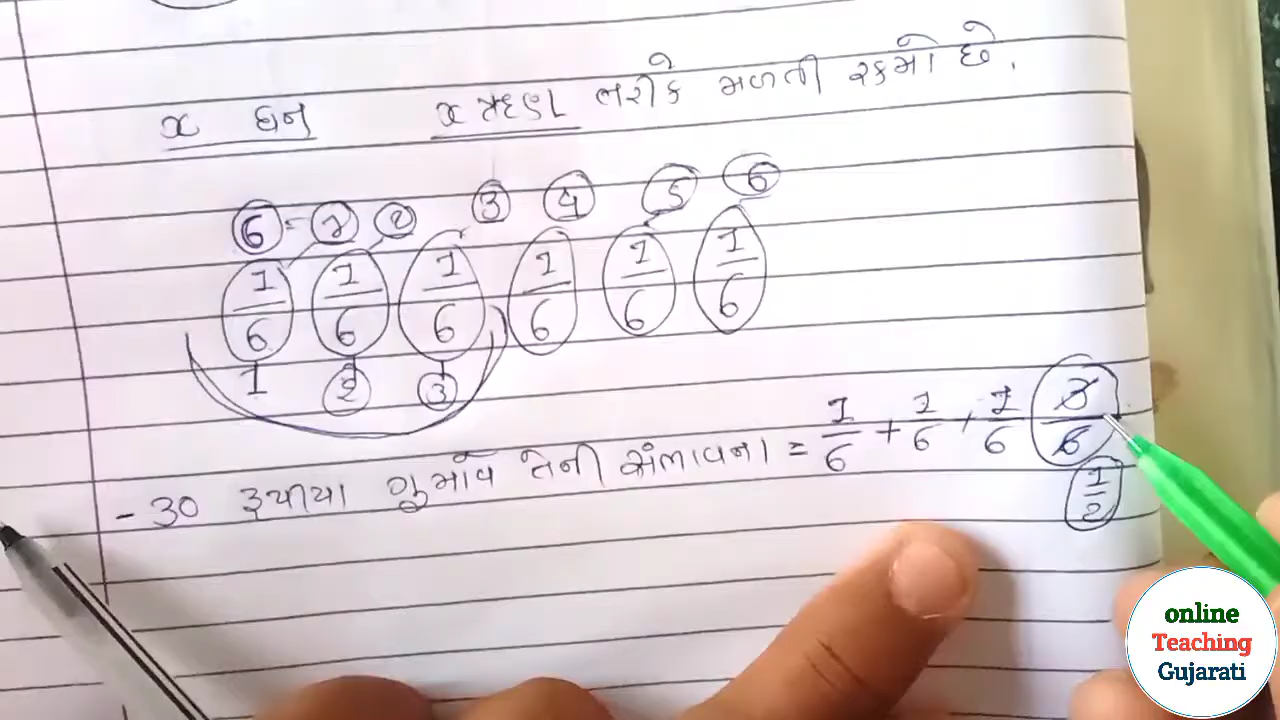 x ધન x ઋણ તરીકે મળતી રકમો છે.
6 = 1 2 3 4 5 6
1/6 1/6 1/6 1/6 1/6 1/6
1 2 3
- 30 રૂપીયા ગૂમાંવ તેની સંભાવના = 1/6 + 1/6 + 1/6 3/6
1/2
online
Teaching
Gujarati